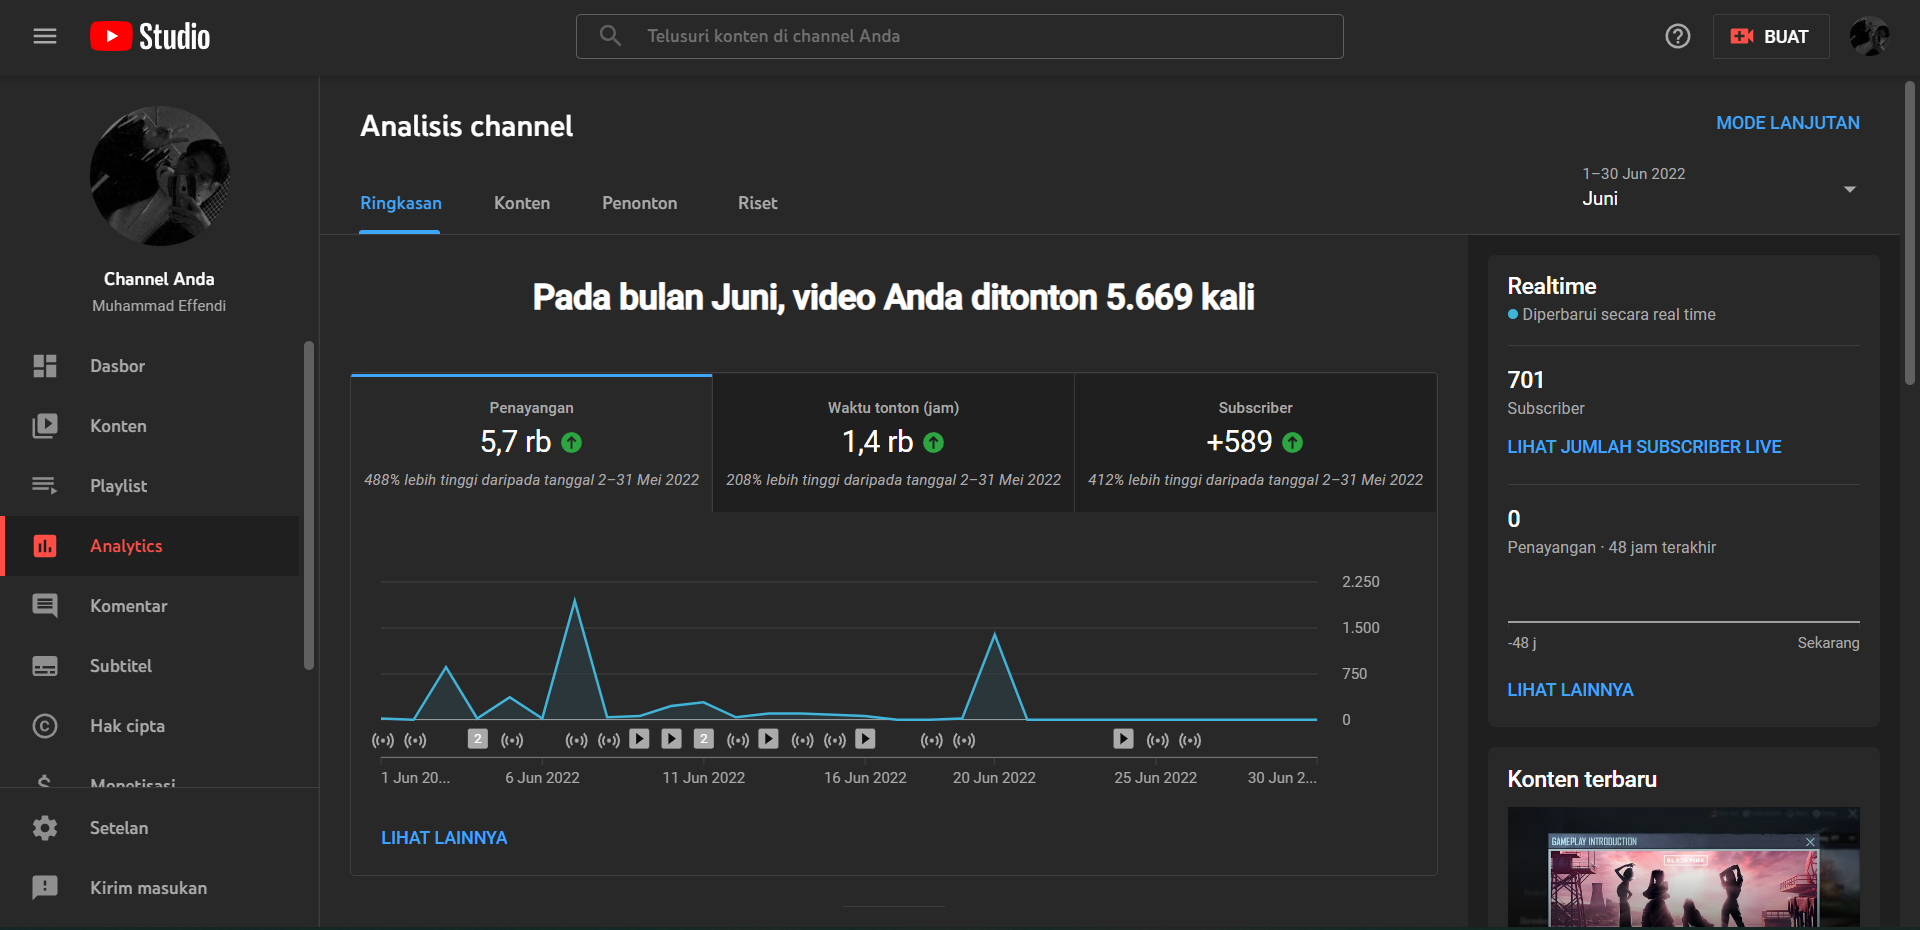 Studio
Telusuri konten di channel Anda
BUAT
Channel Anda
Muhammad Effendi
Dasbor
Konten
Playlist
Analytics
Komentar
Subtitel
Hak cipta
Monetisasi
Setelan
Kirim masukan
Analisis channel
MODE LANJUTAN
Ringkasan
Konten
Penonton
Riset
1–30 Jun 2022
Juni
Pada bulan Juni, video Anda ditonton 5.669 kali
Penayangan
5,7 rb
488% lebih tinggi daripada tanggal 2–31 Mei 2022
Waktu tonton (jam)
1,4 rb
208% lebih tinggi daripada tanggal 2–31 Mei 2022
Subscriber
+589
412% lebih tinggi daripada tanggal 2–31 Mei 2022
2.250
1.500
750
0
2
2
1 Jun 20...
6 Jun 2022
11 Jun 2022
16 Jun 2022
20 Jun 2022
25 Jun 2022
30 Jun 2...
LIHAT LAINNYA
Realtime
Diperbarui secara real time
701
Subscriber
LIHAT JUMLAH SUBSCRIBER LIVE
0
Penayangan · 48 jam terakhir
-48 j
Sekarang
LIHAT LAINNYA
Konten terbaru
GAMEPLAY INTRODUCTION
BLACKPINK